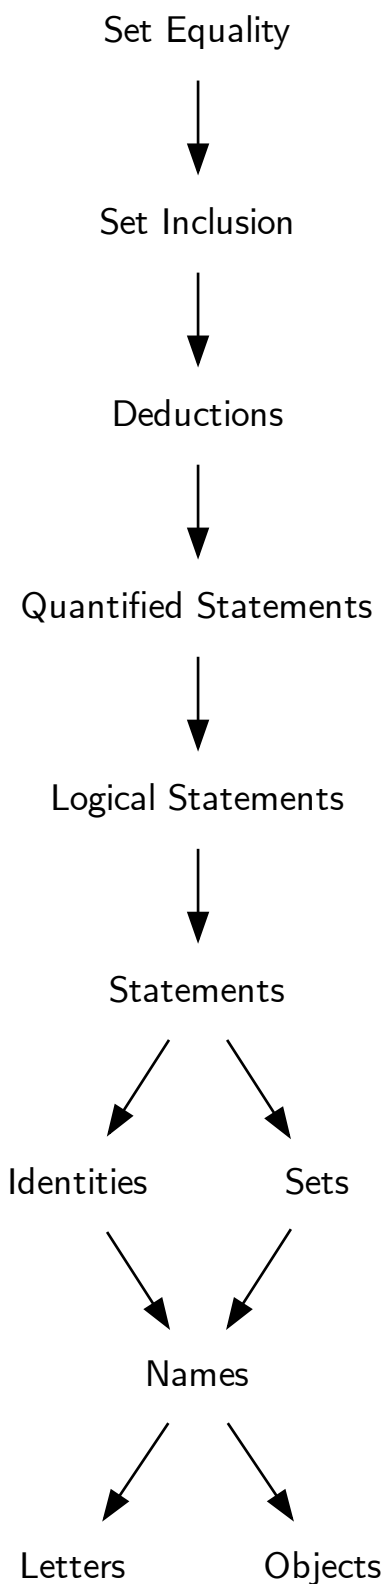 Set Equality
Set Inclusion
Deductions
Quantified Statements
Logical Statements
Statements
Identities
Sets
Names
Letters
Objects